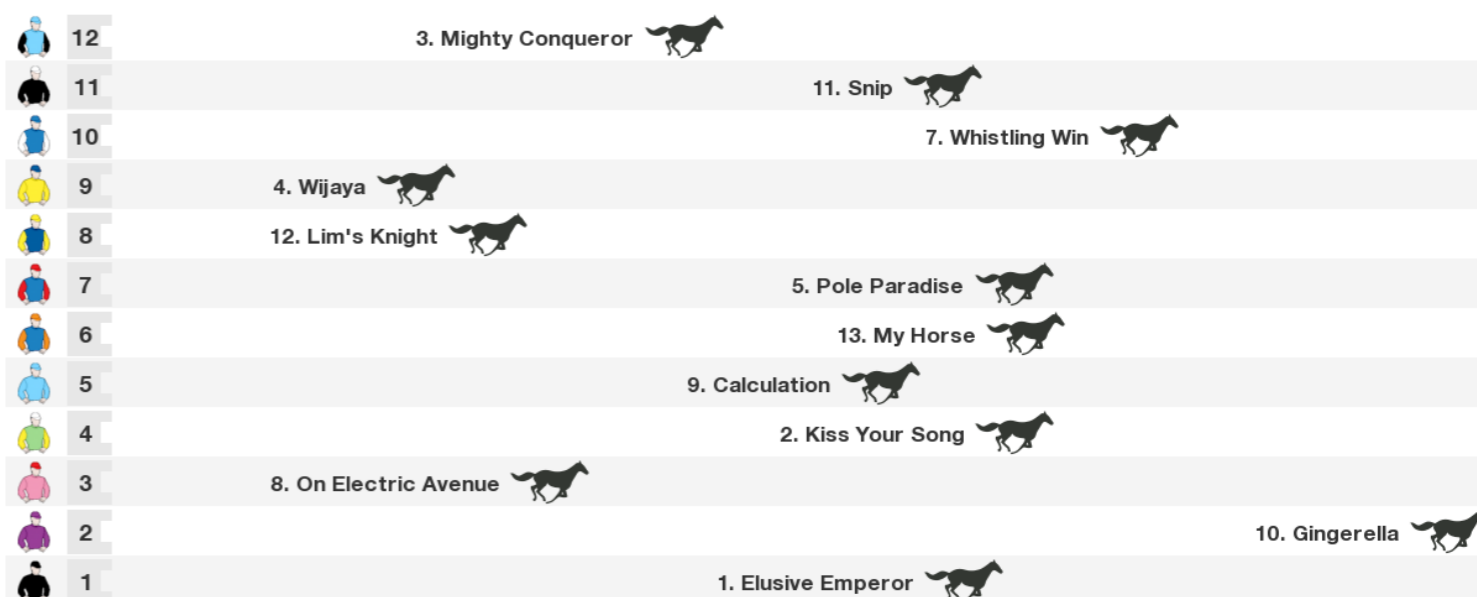 12 3. Mighty Conqueror
11 11. Snip
10 7. Whistling Win
9 4. Wijaya
8 12. Lim's Knight
7 5. Pole Paradise
6 13. My Horse
5 9. Calculation
4 2. Kiss Your Song
3 8. On Electric Avenue
2 10. Gingerella
1 1. Elusive Emperor